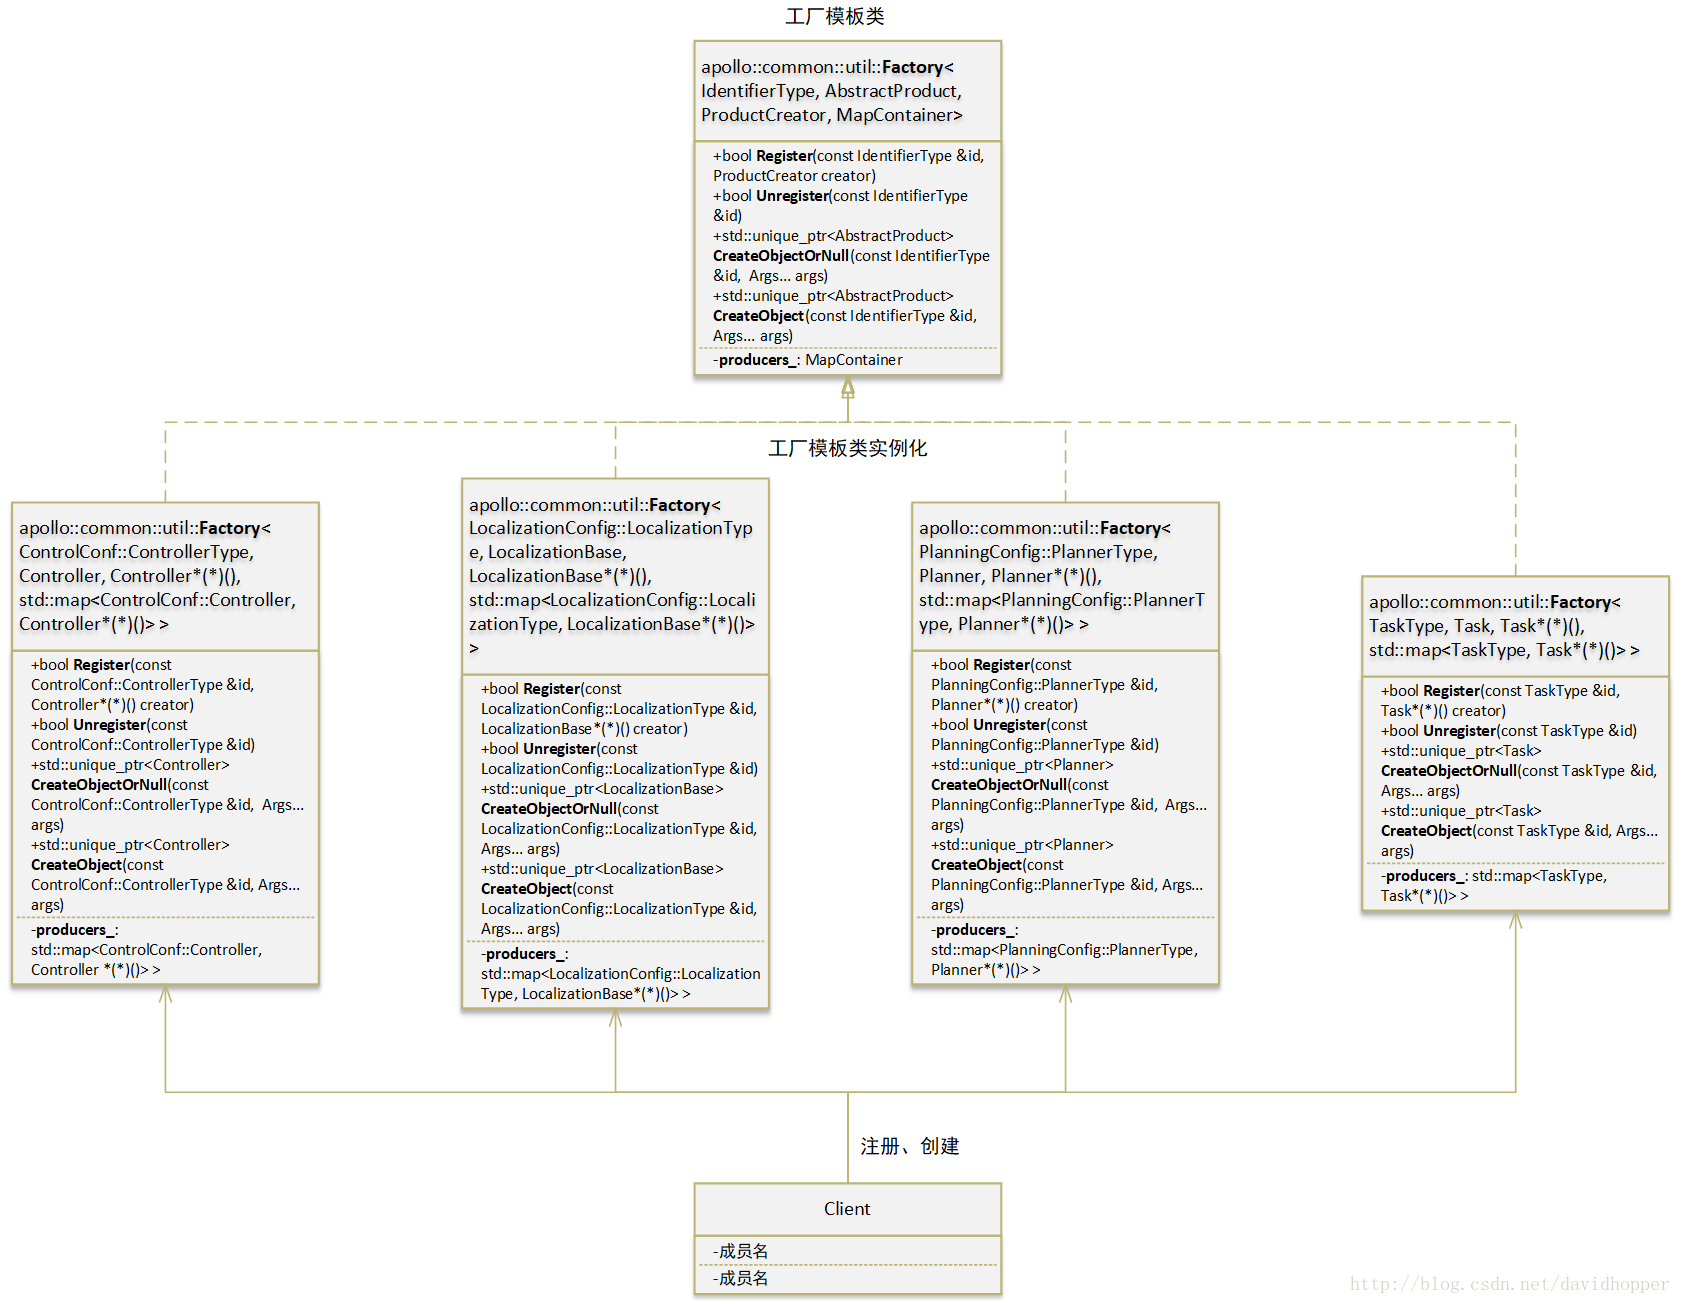 工厂模板类
apollo::common::util::Factory<
IdentifierType, AbstractProduct,
ProductCreator, MapContainer>
+bool Register(const IdentifierType &id,
ProductCreator creator)
+bool Unregister(const IdentifierType
&id)
+std::unique_ptr<AbstractProduct>
CreateObjectOrNull(const IdentifierType
&id,  Args... args)
+std::unique_ptr<AbstractProduct>
CreateObject(const IdentifierType &id,
Args... args)
-producers_: MapContainer
工厂模板类实例化
apollo::common::util::Factory<
ControlConf::ControllerType,
Controller, Controller*(*)(),
std::map<ControlConf::Controller,
Controller*(*)()> >
+bool Register(const
ControlConf::ControllerType &id,
Controller*(*)() creator)
+bool Unregister(const
ControlConf::ControllerType &id)
+std::unique_ptr<Controller>
CreateObjectOrNull(const
ControlConf::ControllerType &id,  Args...
args)
+std::unique_ptr<Controller>
CreateObject(const
ControlConf::ControllerType &id, Args...
args)
-producers_:
std::map<ControlConf::Controller,
Controller *(*)()> >
apollo::common::util::Factory<
LocalizationConfig::LocalizationTyp
e, LocalizationBase,
LocalizationBase*(*)(),
std::map<LocalizationConfig::Locali
zationType, LocalizationBase*(*)()>
>
+bool Register(const
LocalizationConfig::LocalizationType &id,
LocalizationBase*(*)() creator)
+bool Unregister(const
LocalizationConfig::LocalizationType &id)
+std::unique_ptr<LocalizationBase>
CreateObjectOrNull(const
LocalizationConfig::LocalizationType &id,
Args... args)
+std::unique_ptr<LocalizationBase>
CreateObject(const
LocalizationConfig::LocalizationType &id,
Args... args)
-producers_:
std::map<LocalizationConfig::Localization
Type, LocalizationBase*(*)()> >
apollo::common::util::Factory<
PlanningConfig::PlannerType,
Planner, Planner*(*)(),
std::map<PlanningConfig::PlannerT
ype, Planner*(*)()> >
+bool Register(const
PlanningConfig::PlannerType &id,
Planner*(*)() creator)
+bool Unregister(const
PlanningConfig::PlannerType &id)
+std::unique_ptr<Planner>
CreateObjectOrNull(const
PlanningConfig::PlannerType &id,  Args...
args)
+std::unique_ptr<Planner>
CreateObject(const
PlanningConfig::PlannerType &id, Args...
args)
-producers_:
std::map<PlanningConfig::PlannerType,
Planner*(*)()> >
apollo::common::util::Factory<
TaskType, Task, Task*(*)(),
std::map<TaskType, Task*(*)()> >
+bool Register(const TaskType &id,
Task*(*)() creator)
+bool Unregister(const TaskType &id)
+std::unique_ptr<Task>
CreateObjectOrNull(const TaskType &id,
Args... args)
+std::unique_ptr<Task>
CreateObject(const TaskType &id, Args...
args)
-producers_: std::map<TaskType,
Task*(*)()> >
注册、创建
Client
-成员名
-成员名
http://blog.csdn.net/davidhopper